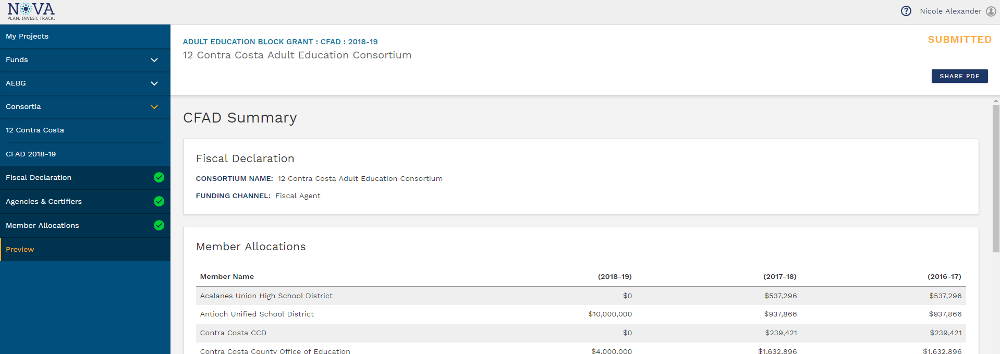 NOVA
PLAN. INVEST. TRACK.
Nicole Alexander
My Projects
Funds
AEBG
Consortia
12 Contra Costa
CFAD 2018-19
Fiscal Declaration
Agencies & Certifiers
Member Allocations
Preview
ADULT EDUCATION BLOCK GRANT : CFAD : 2018-19
12 Contra Costa Adult Education Consortium
SUBMITTED
SHARE PDF
CFAD Summary
Fiscal Declaration
CONSORTIUM NAME: 12 Contra Costa Adult Education Consortium
FUNDING CHANNEL: Fiscal Agent
Member Allocations
Member Name (2018-19) (2017-18) (2016-17)
Acalanes Union High School District $0 $537,296 $537,296
Antioch Unified School District $10,000,000 $937,866 $937,866
Contra Costa CCD $0 $239,421 $239,421
Contra Costa County Office of Education $4,000,000 $1,632,896 $1,632,896